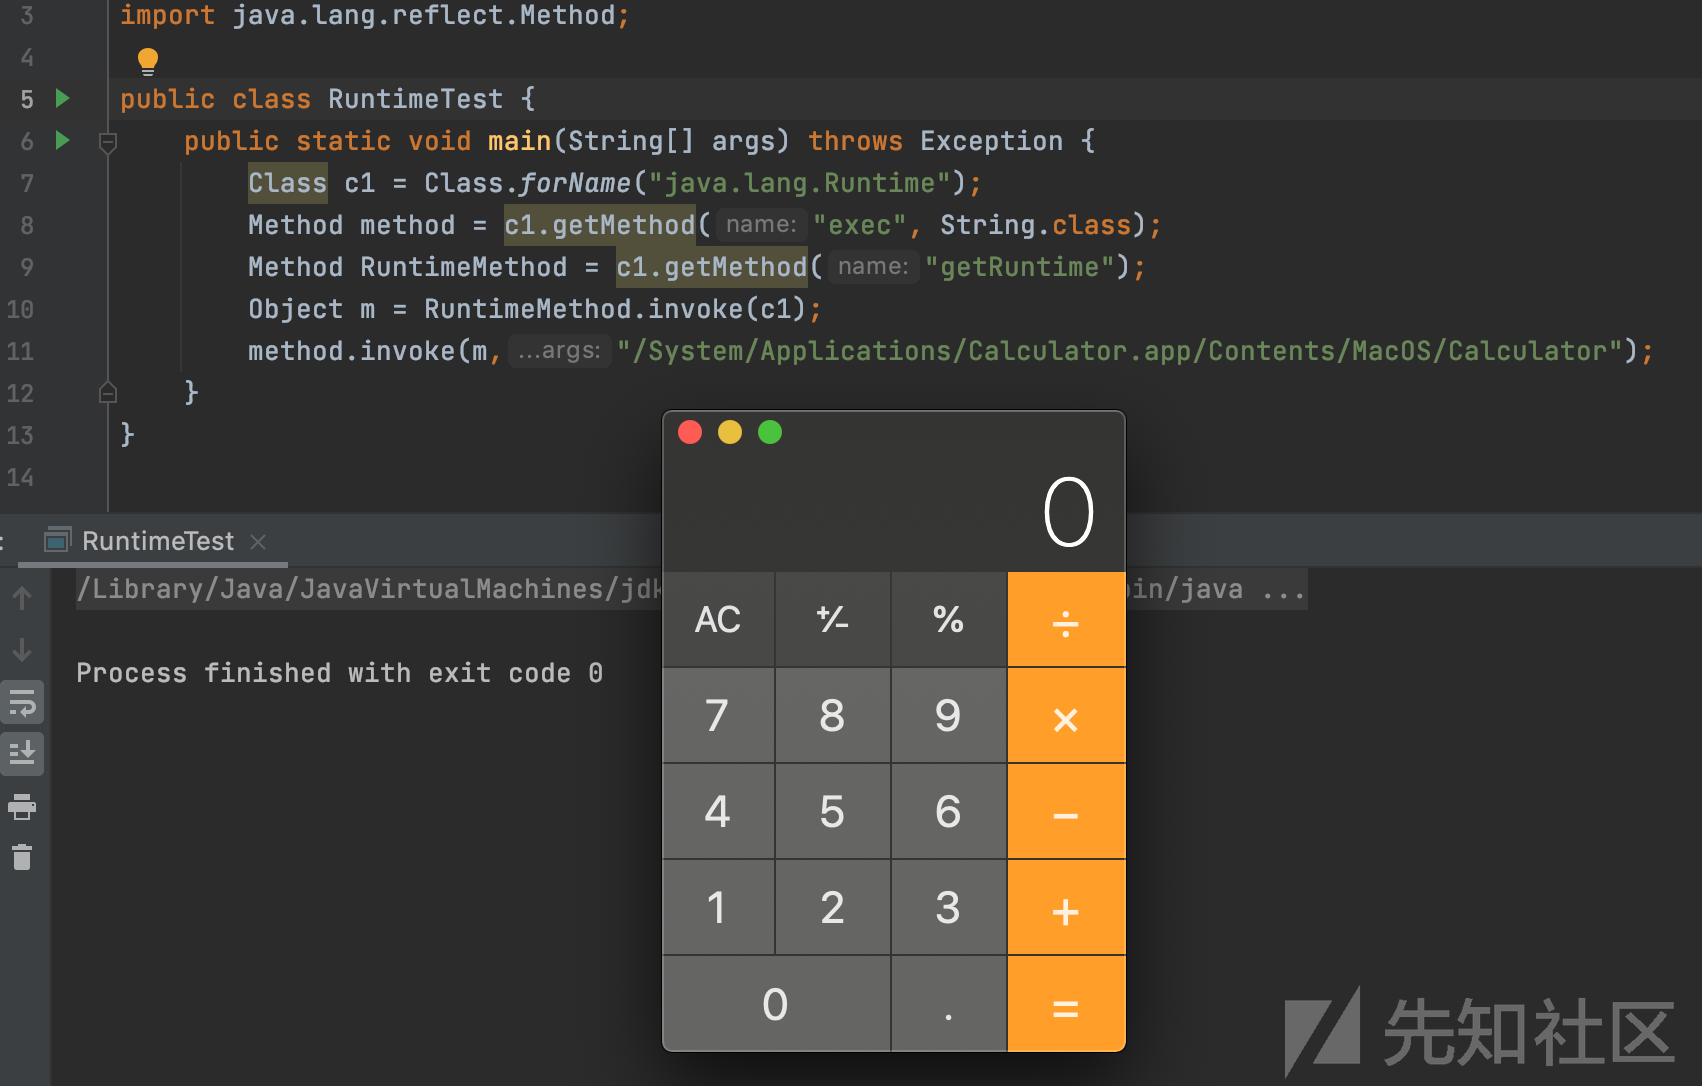 3 import java.lang.reflect.Method;
4
5 public class RuntimeTest {
6 public static void main(String[] args) throws Exception {
7 Class c1 = Class.forName("java.lang.Runtime");
8 Method method = c1.getMethod( name: "exec", String.class);
9 Method RuntimeMethod = c1.getMethod( name: "getRuntime");
10 Object m = RuntimeMethod.invoke(c1);
11 method.invoke(m, ...args: "/System/Applications/Calculator.app/Contents/MacOS/Calculator");
12 }
13 }
14
: RuntimeTest ×
/Library/Java/JavaVirtualMachines/jdk
bin/java ...
Process finished with exit code 0
0
AC +/- % ÷
7 8 9 ×
4 5 6 −
1 2 3 +
0 . =
先知社区